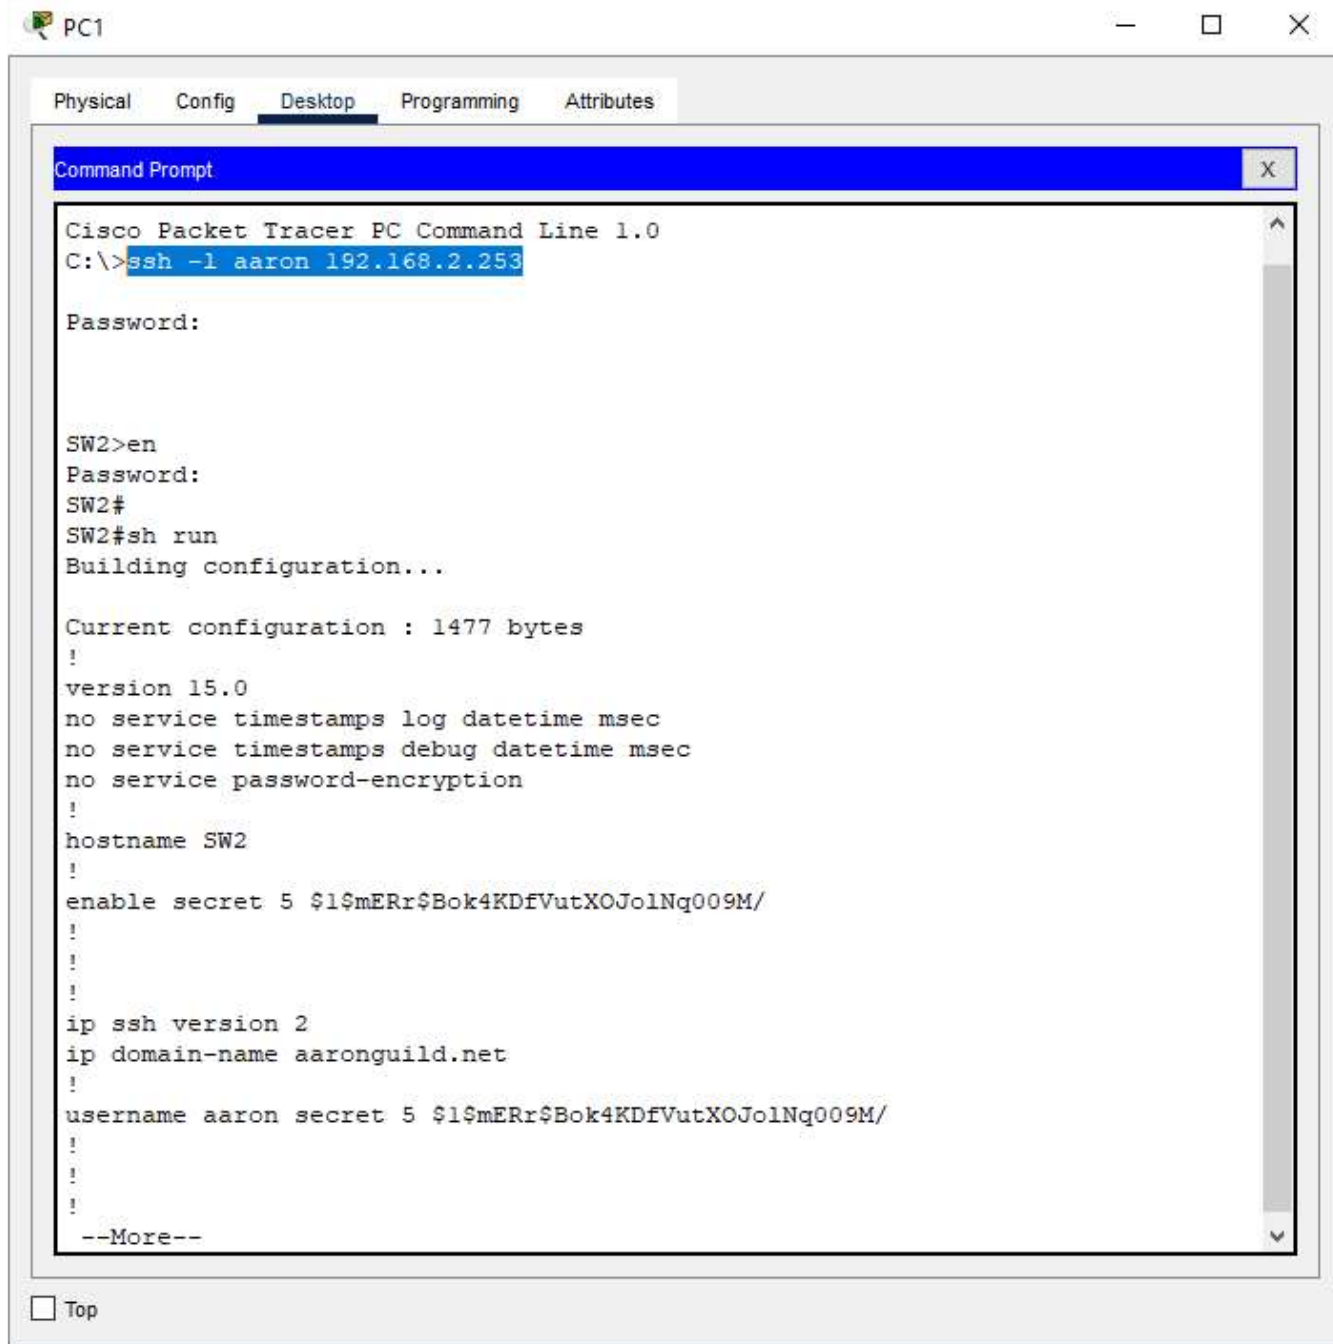 PC1
Physical Config Desktop Programming Attributes
Command Prompt X
Cisco Packet Tracer PC Command Line 1.0
C:\>ssh -l aaron 192.168.2.253
Password:
SW2>en
Password:
SW2#
SW2#sh run
Building configuration...
Current configuration : 1477 bytes
!
version 15.0
no service timestamps log datetime msec
no service timestamps debug datetime msec
no service password-encryption
!
hostname SW2
!
enable secret 5 $1$mERr$Bok4KDfVutXOJolNq009M/
!
!
!
ip ssh version 2
ip domain-name aaronguild.net
!
username aaron secret 5 $1$mERr$Bok4KDfVutXOJolNq009M/
!
!
!
--More--
Top